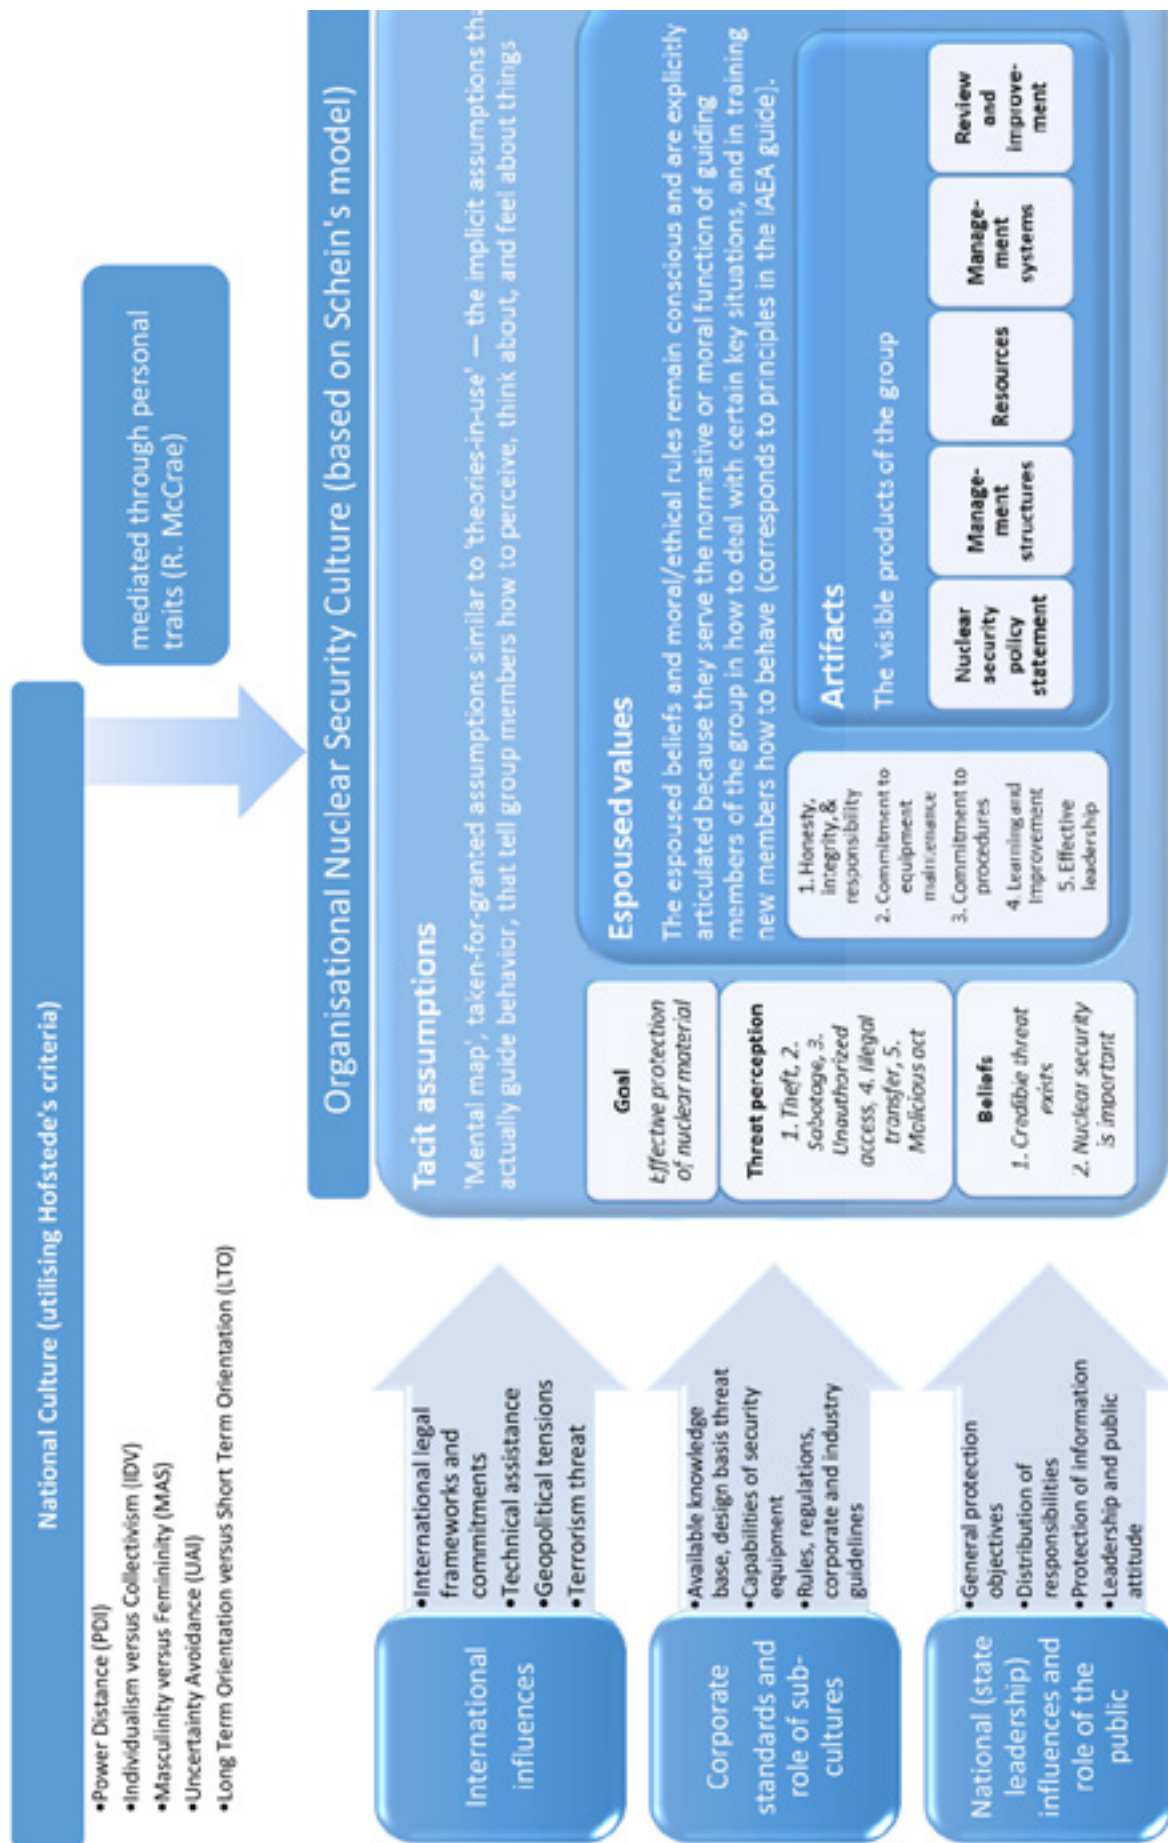 National Culture (utilising Hofstede's criteria)
•Power Distance (PDI)
•Individualism versus Collectivism (IDV)
•Masculinity versus Femininity (MAS)
•Uncertainty Avoidance (UAI)
•Long Term Orientation versus Short Term Orientation (LTO)
mediated through personal
traits (R. McCrae)
Organisational Nuclear Security Culture (based on Schein's model)
International
influences
•International legal
frameworks and
commitments
•Technical assistance
•Geopolitical tensions
•Terrorism threat
Corporate
standards and
role of sub-
cultures
•Available knowledge
base, design basis threat
•Capabilities of security
equipment
•Rules, regulations,
corporate and industry
guidelines
National (state
leadership)
influences and
role of the
public
•General protection
objectives
•Distribution of
responsibilities
•Protection of information
•Leadership and public
attitude
Tacit assumptions
'Mental map', taken-for-granted assumptions similar to 'theories-in-use' — the implicit assumptions
actually guide behavior, that tell group members how to perceive, think about, and feel about things
Goal
Effective protection
of nuclear material
Threat perception
1. Theft, 2.
Sabotage, 3.
Unauthorized
access, 4. Illegal
transfer, 5.
Malicious act
Beliefs
1. Credible threat
exists
2. Nuclear security
is important
Espoused values
The espoused beliefs and moral/ethical rules remain conscious and are explicitly
articulated because they serve the normative or moral function of guiding
members of the group in how to deal with certain key situations, and in training
new members how to behave (corresponds to principles in the IAEA guide).
1. Honesty,
integrity, &
responsibility
2. Commitment to
equipment
maintenance
3. Commitment to
procedures
4. Learning and
Improvement
5. Effective
leadership
Artifacts
The visible products of the group
Nuclear
security
policy
statement
Manage-
ment
structures
Resources
Manage-
ment
systems
Review
and
improve-
ment